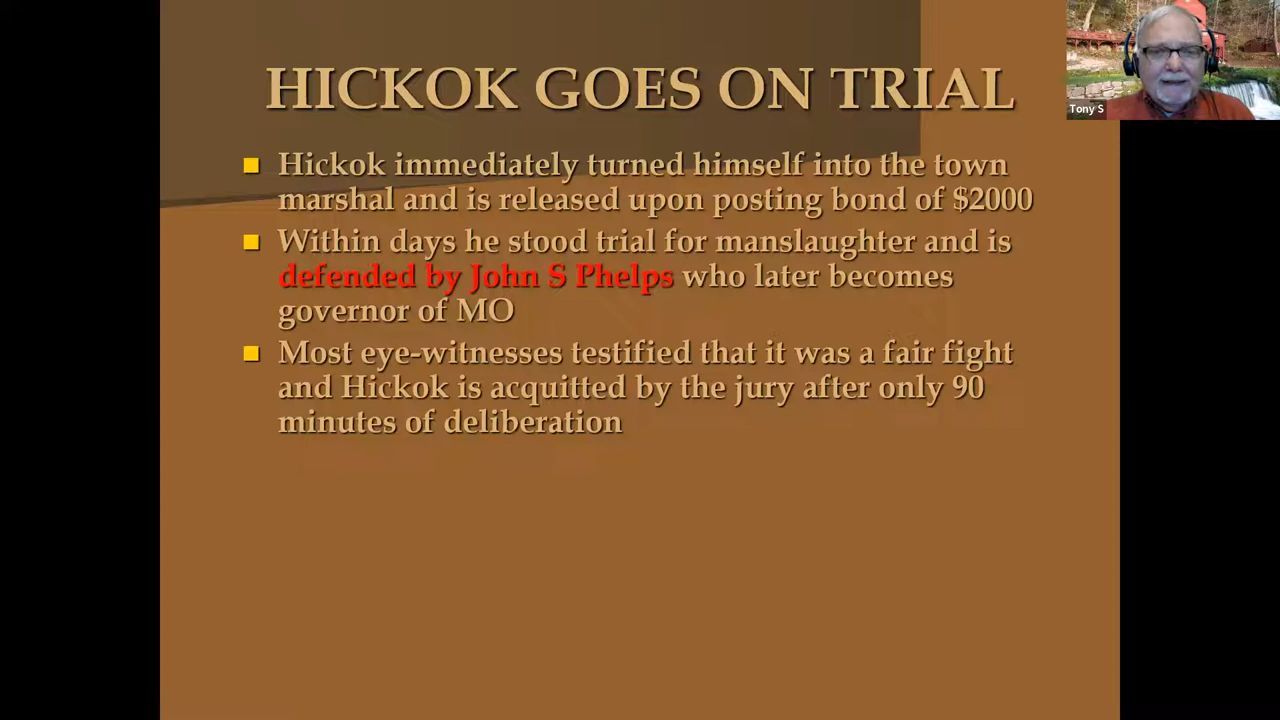 HICKOK GOES ON TRIAL
Hickok immediately turned himself into the town
marshal and is released upon posting bond of $2000
Within days he stood trial for manslaughter and is
defended by John S Phelps who later becomes
governor of MO
Most eye-witnesses testified that it was a fair fight
and Hickok is acquitted by the jury after only 90
minutes of deliberation
Tony S